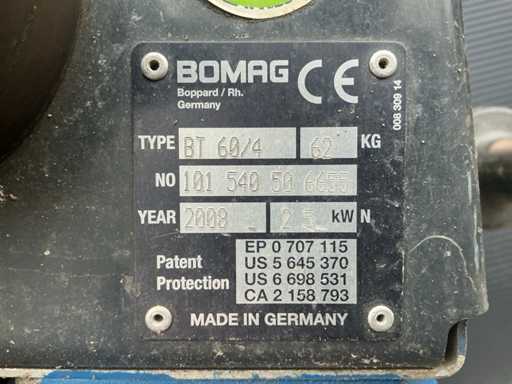 BOMAG CE
Boppard / Rh.
Germany
008 309 14
TYPE BT 60/4 62 KG
NO 101 540 50 6655
YEAR 2008 2.5 kW N
Patent Protection
EP 0 707 115
US 5 645 370
US 6 698 531
CA 2 158 793
MADE IN GERMANY